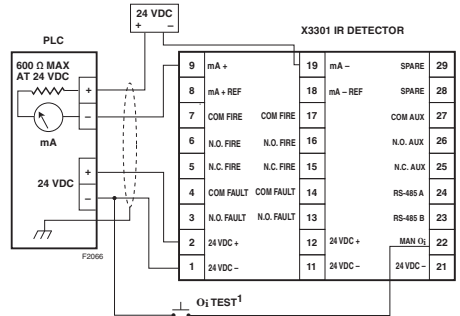 24 VDC
+ −
X3301 IR DETECTOR
PLC
600 Ω MAX
AT 24 VDC
+
−
mA
24 VDC
+
−
F2066
9 mA + 19 mA − SPARE 29
8 mA + REF 18 mA − REF SPARE 28
7 COM FIRE COM FIRE 17 COM AUX 27
6 N.O. FIRE N.O. FIRE 16 N.O. AUX 26
5 N.C. FIRE N.C. FIRE 15 N.C. AUX 25
4 COM FAULT COM FAULT 14 RS-485 A 24
3 N.O. FAULT N.O. FAULT 13 RS-485 B 23
2 24 VDC + 12 24 VDC + MAN Oi 22
1 24 VDC − 11 24 VDC − 24 VDC − 21
Oi TEST1